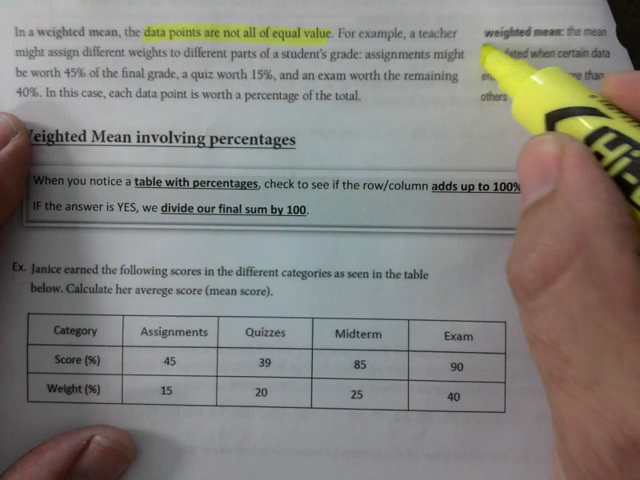 In a weighted mean, the data points are not all of equal value. For example, a teacher
might assign different weights to different parts of a student's grade: assignments might
be worth 45% of the final grade, a quiz worth 15%, and an exam worth the remaining
40%. In this case, each data point is worth a percentage of the total.
weighted mean: the mean
when certain data
than
others
Weighted Mean involving percentages
When you notice a table with percentages, check to see if the row/column adds up to 100%
IF the answer is YES, we divide our final sum by 100.
Ex. Janice earned the following scores in the different categories as seen in the table
below. Calculate her averege score (mean score).
Category Assignments Quizzes Midterm Exam
Score (%) 45 39 85 90
Weight (%) 15 20 25 40
Hi-